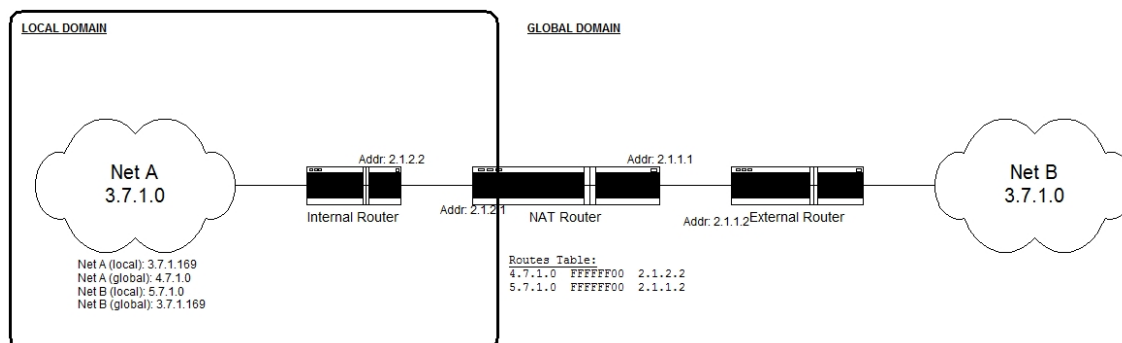 LOCAL DOMAIN
GLOBAL DOMAIN
Net A
3.7.1.0
Addr: 2.1.2.2
Internal Router
Addr: 2.1.2.1
NAT Router
Addr: 2.1.1.1
Addr: 2.1.1.2
External Router
Net B
3.7.1.0
Net A (local): 3.7.1.169
Net A (global): 4.7.1.0
Net B (local): 5.7.1.0
Net B (global): 3.7.1.169
Routes Table:
4.7.1.0 FFFFFF00 2.1.2.2
5.7.1.0 FFFFFF00 2.1.1.2